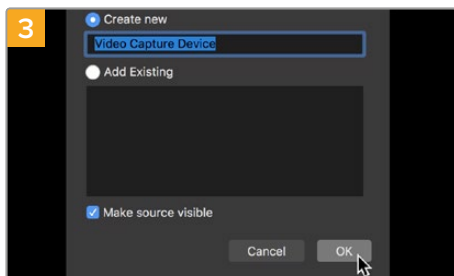 3
Create new
Video Capture Device
Add Existing
Make source visible
Cancel OK